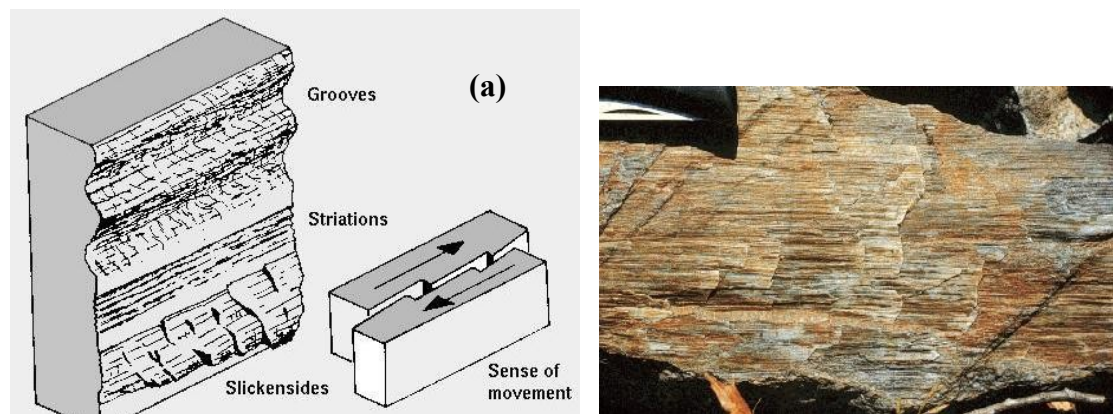 (a)
Grooves
Striations
Slickensides
Sense of
movement